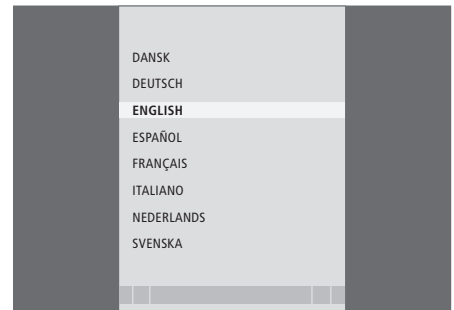 DANSK
DEUTSCH
ENGLISH
ESPAÑOL
FRANÇAIS
ITALIANO
NEDERLANDS
SVENSKA